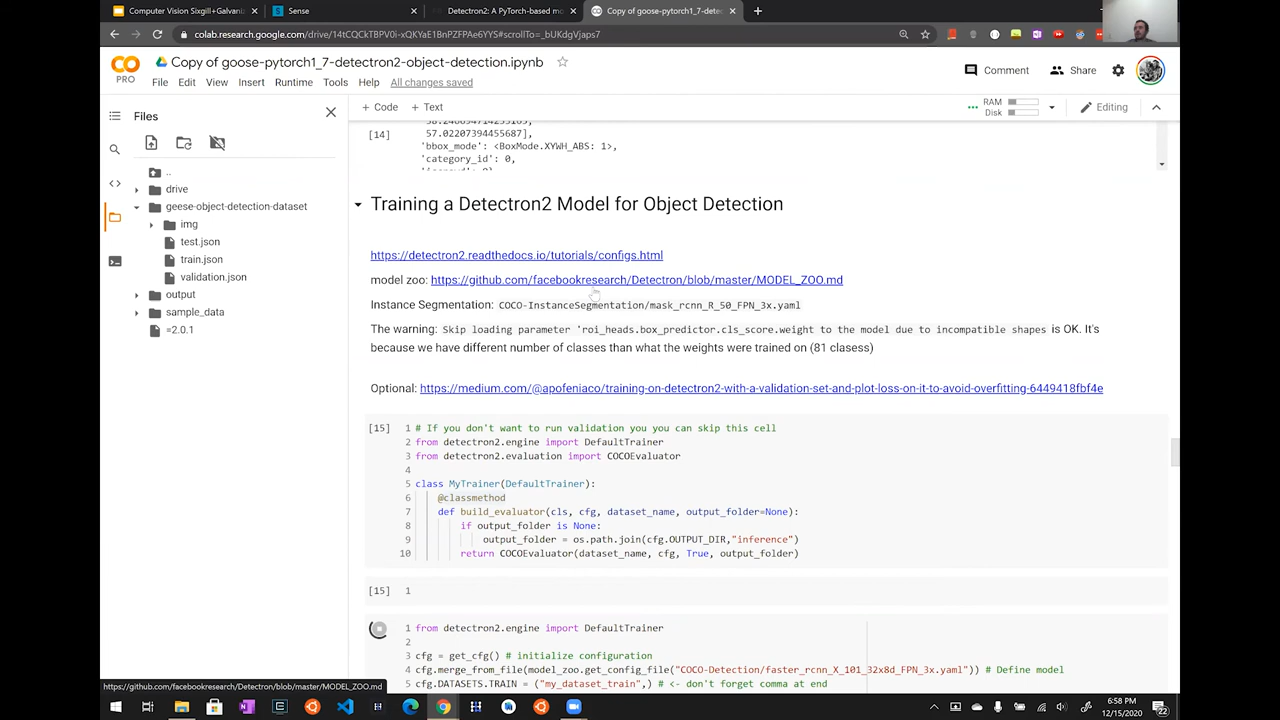 Computer Vision Sixgill+Galvani
Sense
Detectron2: A PyTorch-based mo
Copy of goose-pytorch1_7-detec
colab.research.google.com/drive/14tCQCkTBPV0i-xQKYaE1BnPZFPAe6YYS#scrollTo=_bUKdgVjaps7
PRO
Copy of goose-pytorch1_7-detectron2-object-detection.ipynb
File Edit View Insert Runtime Tools Help All changes saved
Comment Share
Files
+ Code + Text
RAM
Disk
Editing
..
drive
geese-object-detection-dataset
img
test.json
train.json
validation.json
output
sample_data
=2.0.1
[14]
57.02207394455687],
'bbox_mode': <BoxMode.XYWH_ABS: 1>,
'category_id': 0,
Training a Detectron2 Model for Object Detection
https://detectron2.readthedocs.io/tutorials/configs.html
model zoo: https://github.com/facebookresearch/Detectron/blob/master/MODEL_ZOO.md
Instance Segmentation: COCO-InstanceSegmentation/mask_rcnn_R_50_FPN_3x.yaml
The warning: Skip loading parameter 'roi_heads.box_predictor.cls_score.weight to the model due to incompatible shapes is OK. It's
because we have different number of classes than what the weights were trained on (81 clasess)
Optional: https://medium.com/@apofeniaco/training-on-detectron2-with-a-validation-set-and-plot-loss-on-it-to-avoid-overfitting-6449418fbf4e
[15] 1 # If you don't want to run validation you you can skip this cell
2 from detectron2.engine import DefaultTrainer
3 from detectron2.evaluation import COCOEvaluator
4
5 class MyTrainer(DefaultTrainer):
6 @classmethod
7 def build_evaluator(cls, cfg, dataset_name, output_folder=None):
8 if output_folder is None:
9 output_folder = os.path.join(cfg.OUTPUT_DIR,"inference")
10 return COCOEvaluator(dataset_name, cfg, True, output_folder)
[15] 1
1 from detectron2.engine import DefaultTrainer
2
3 cfg = get_cfg() # initialize configuration
4 cfg.merge_from_file(model_zoo.get_config_file("COCO-Detection/faster_rcnn_X_101_32x8d_FPN_3x.yaml")) # Define model
5 cfg.DATASETS.TRAIN = ("my_dataset_train",) # <- don't forget comma at end
https://github.com/facebookresearch/Detectron/blob/master/MODEL_ZOO.md
6:58 PM
12/15/2020
22